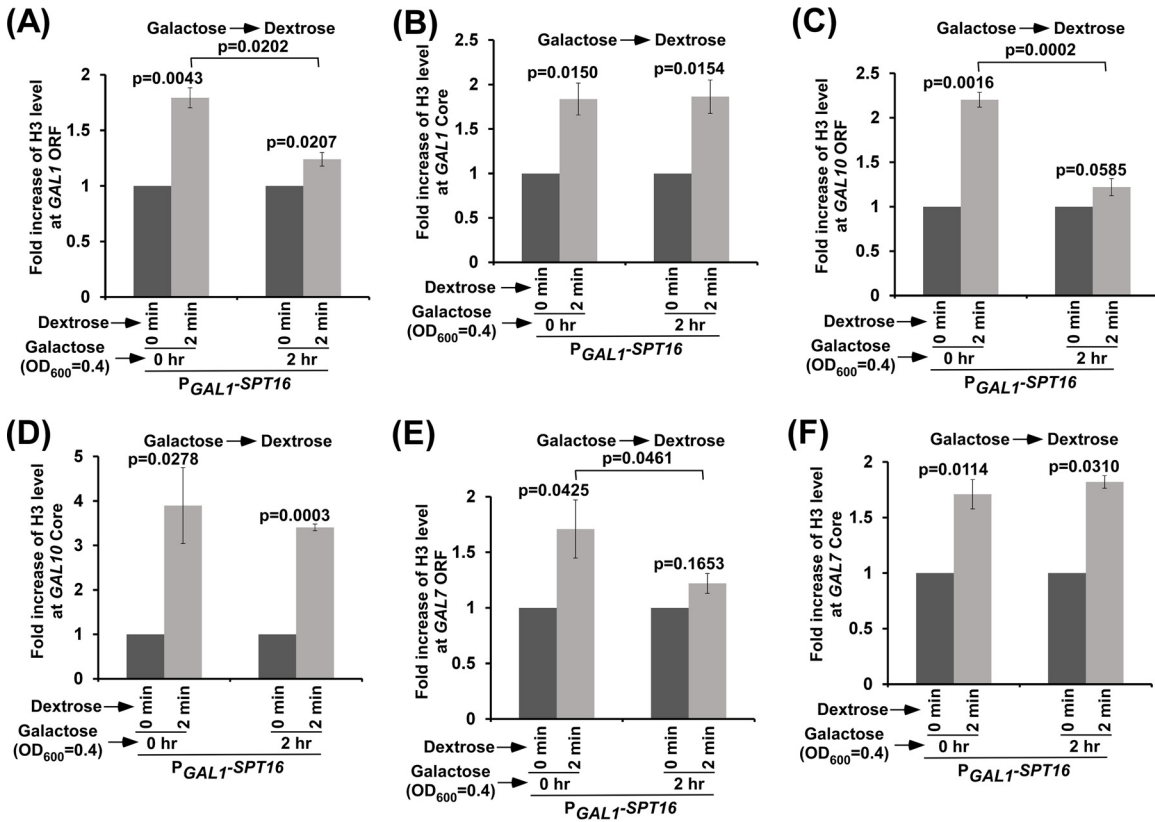 (A)
Galactose → Dextrose
p=0.0202
p=0.0043
p=0.0207
Fold increase of H3 level
at GAL1 ORF
2
1.5
1
0.5
0
Dextrose→
0 min
2 min
0 min
2 min
Galactose
(OD600=0.4)
0 hr
2 hr
PGAL1-SPT16
(B)
Galactose → Dextrose
p=0.0150
p=0.0154
Fold increase of H3 level
at GAL1 Core
2.5
2
1.5
1
0.5
0
Dextrose→
0 min
2 min
0 min
2 min
Galactose
(OD600=0.4)
0 hr
2 hr
PGAL1-SPT16
(C)
Galactose → Dextrose
p=0.0002
p=0.0016
p=0.0585
Fold increase of H3 level
at GAL10 ORF
2.5
2
1.5
1
0.5
0
Dextrose→
0 min
2 min
0 min
2 min
Galactose
(OD600=0.4)
0 hr
2 hr
PGAL1-SPT16
(D)
Galactose → Dextrose
p=0.0278
p=0.0003
Fold increase of H3 level
at GAL10 Core
5
4
3
2
1
0
Dextrose→
0 min
2 min
0 min
2 min
Galactose
(OD600=0.4)
0 hr
2 hr
PGAL1-SPT16
(E)
Galactose → Dextrose
p=0.0461
p=0.0425
p=0.1653
Fold increase of H3 level
at GAL7 ORF
2
1.5
1
0.5
0
Dextrose→
0 min
2 min
0 min
2 min
Galactose
(OD600=0.4)
0 hr
2 hr
PGAL1-SPT16
(F)
Galactose → Dextrose
p=0.0114
p=0.0310
Fold increase of H3 level
at GAL7 Core
2
1.5
1
0.5
0
Dextrose→
0 min
2 min
0 min
2 min
Galactose
(OD600=0.4)
0 hr
2 hr
PGAL1-SPT16